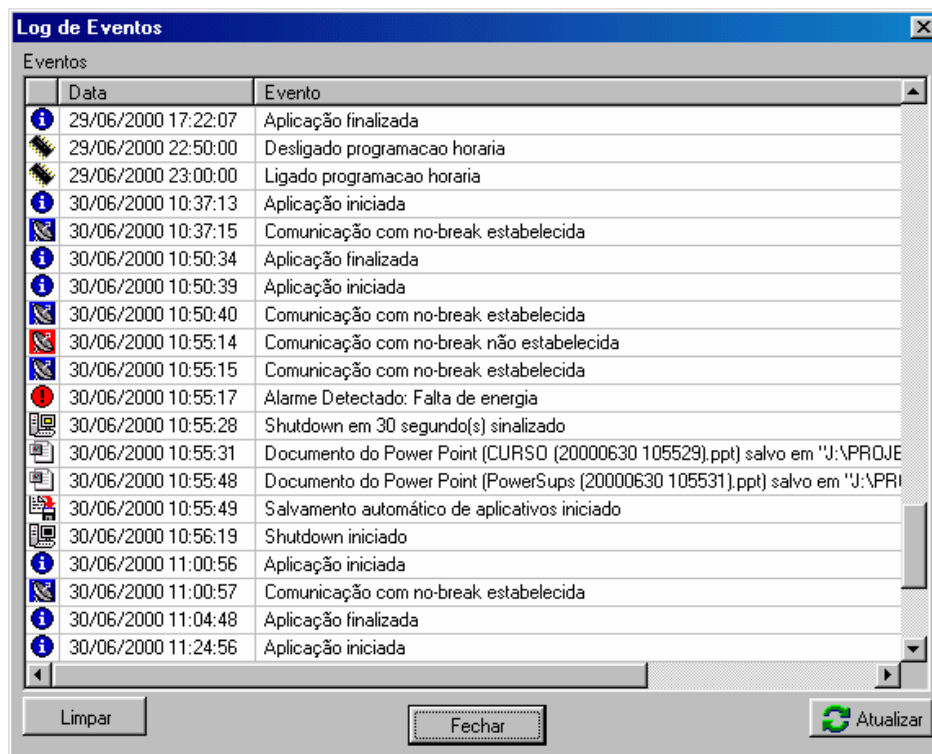 Log de Eventos
Eventos
Data Evento
29/06/2000 17:22:07 Aplicação finalizada
29/06/2000 22:50:00 Desligado programacao horaria
29/06/2000 23:00:00 Ligado programacao horaria
30/06/2000 10:37:13 Aplicação iniciada
30/06/2000 10:37:15 Comunicação com no-break estabelecida
30/06/2000 10:50:34 Aplicação finalizada
30/06/2000 10:50:39 Aplicação iniciada
30/06/2000 10:50:40 Comunicação com no-break estabelecida
30/06/2000 10:55:14 Comunicação com no-break não estabelecida
30/06/2000 10:55:15 Comunicação com no-break estabelecida
30/06/2000 10:55:17 Alarme Detectado: Falta de energia
30/06/2000 10:55:28 Shutdown em 30 segundo(s) sinalizado
30/06/2000 10:55:31 Documento do Power Point (CURSO (20000630 105529).ppt) salvo em "J:\PROJE
30/06/2000 10:55:48 Documento do Power Point (PowerSups (20000630 105531).ppt) salvo em "J:\PR
30/06/2000 10:55:49 Salvamento automático de aplicativos iniciado
30/06/2000 10:56:19 Shutdown iniciado
30/06/2000 11:00:56 Aplicação iniciada
30/06/2000 11:00:57 Comunicação com no-break estabelecida
30/06/2000 11:04:48 Aplicação finalizada
30/06/2000 11:24:56 Aplicação iniciada
Limpar Fechar Atualizar